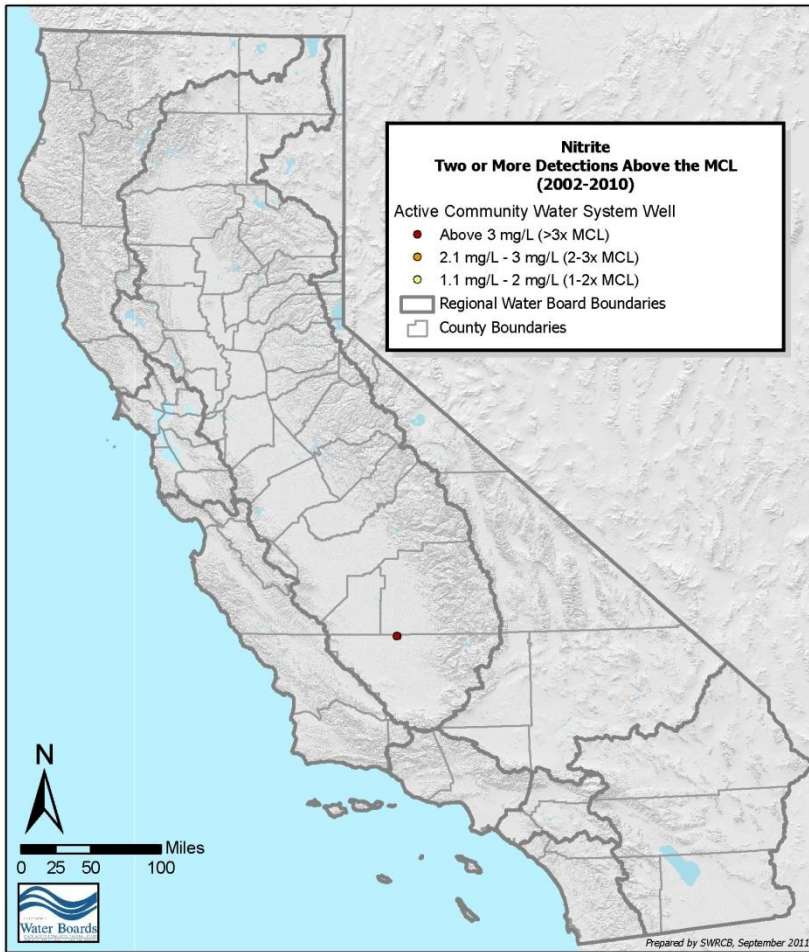 Nitrite
Two or More Detections Above the MCL
(2002-2010)
Active Community Water System Well
Above 3 mg/L (>3x MCL)
2.1 mg/L - 3 mg/L (2-3x MCL)
1.1 mg/L - 2 mg/L (1-2x MCL)
Regional Water Board Boundaries
County Boundaries
N
Miles
0 25 50 100
Water Boards
Prepared by SWRCB, September 2011